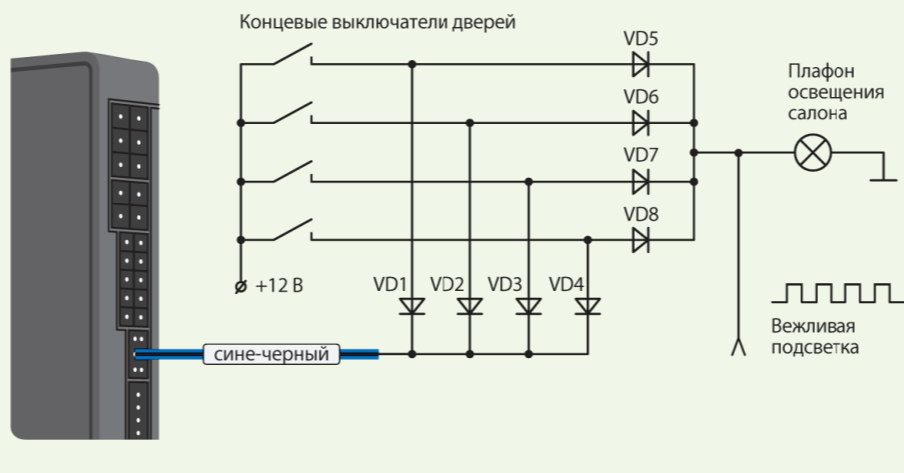 Концевые выключатели дверей
VD5
VD6
VD7
VD8
Плафон
освещения
салона
+12 В
VD1
VD2
VD3
VD4
сине-черный
Вежливая
подсветка